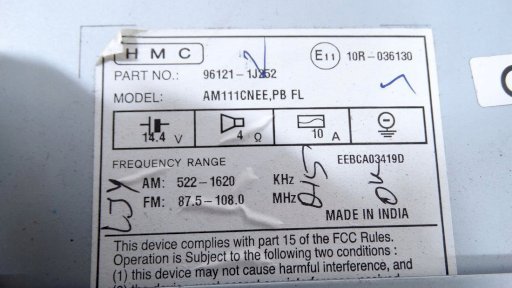 HMC E11 10R-036130
PART NO.: 96121-1J252
MODEL: AM111CNEE,PB FL
14.4 V 4 Ω 10 A
FREQUENCY RANGE EEBCA03419D
AM: 522-1620 KHz
FM: 87.5-108.0 MHz
OK
MADE IN INDIA
This device complies with part 15 of the FCC Rules.
Operation is Subject to the following two conditions :
(1) this device may not cause harmful interference, and